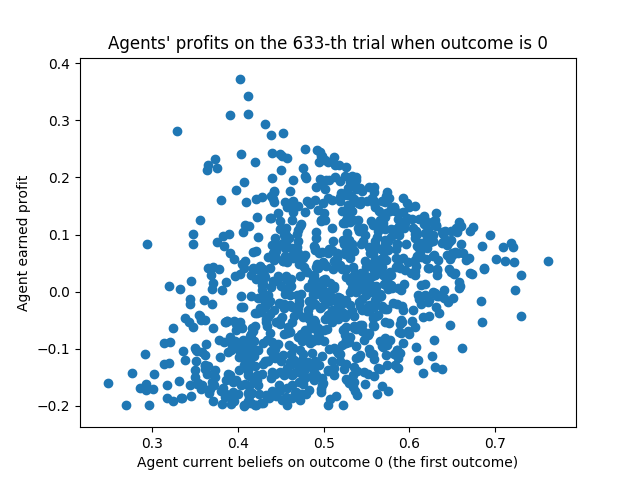 Agents' profits on the 633-th trial when outcome is 0
0.4
0.3
0.2
0.1
0.0
−0.1
−0.2
Agent earned profit
0.3 0.4 0.5 0.6 0.7
Agent current beliefs on outcome 0 (the first outcome)